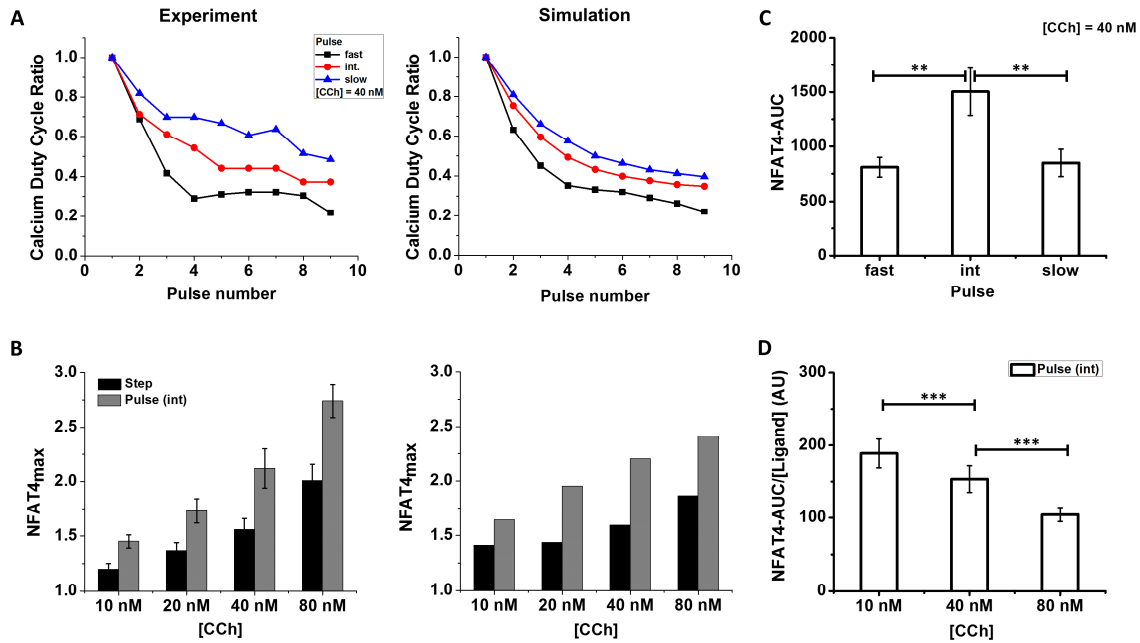 A
Experiment
Calcium Duty Cycle Ratio
1.0
0.8
0.6
0.4
0.2
0.0
0 2 4 6 8 10
Pulse number
Pulse
fast
int.
slow
[CCh] = 40 nM
Simulation
Calcium Duty Cycle Ratio
1.0
0.8
0.6
0.4
0.2
0.0
0 2 4 6 8 10
Pulse number
C
[CCh] = 40 nM
NFAT4-AUC
2000
1500
1000
500
0
** **
fast int slow
Pulse
B
NFAT4max
3.0
2.5
2.0
1.5
1.0
Step
Pulse (int)
10 nM 20 nM 40 nM 80 nM
[CCh]
NFAT4max
3.0
2.5
2.0
1.5
1.0
10 nM 20 nM 40 nM 80 nM
[CCh]
D
NFAT4-AUC/[Ligand] (AU)
300
200
100
0
Pulse (int)
***
***
10 nM 40 nM 80 nM
[CCh]